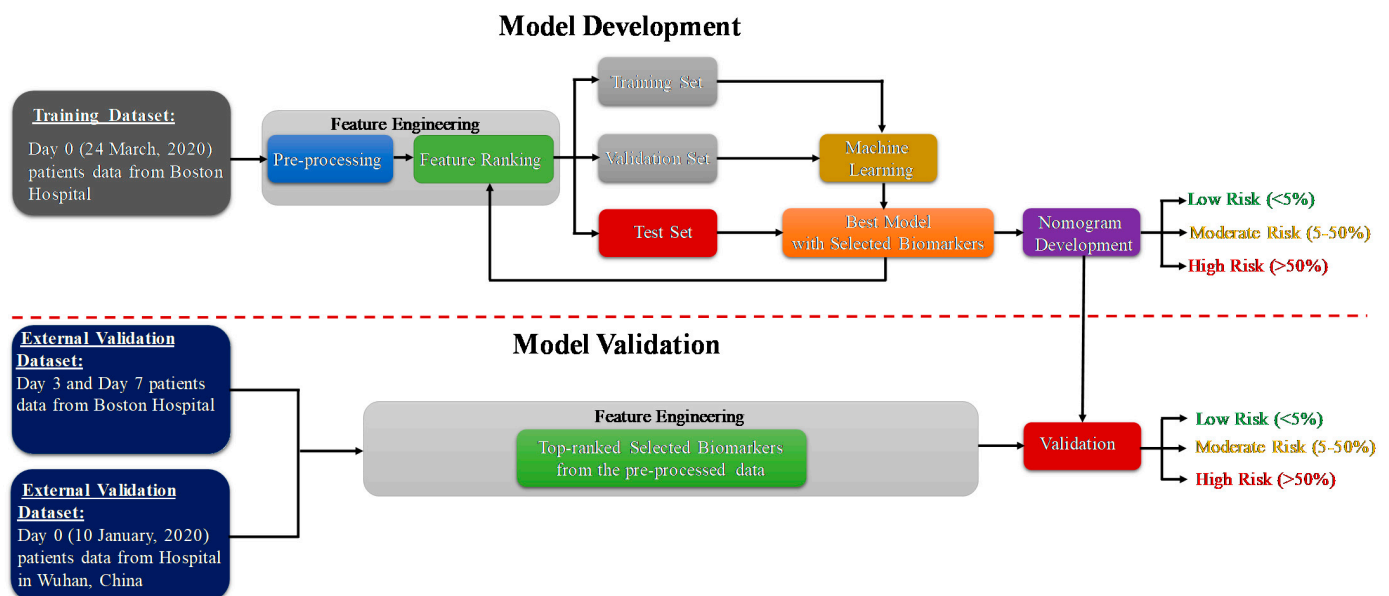 Model Development
Training Dataset:
Day 0 (24 March, 2020)
patients data from Boston
Hospital
Feature Engineering
Pre-processing
Feature Ranking
Training Set
Validation Set
Test Set
Machine
Learning
Best Model
with Selected Biomarkers
Nomogram
Development
Low Risk (<5%)
Moderate Risk (5-50%)
High Risk (>50%)
Model Validation
External Validation
Dataset:
Day 3 and Day 7 patients
data from Boston Hospital
External Validation
Dataset:
Day 0 (10 January, 2020)
patients data from Hospital
in Wuhan, China
Feature Engineering
Top-ranked Selected Biomarkers
from the pre-processed data
Validation
Low Risk (<5%)
Moderate Risk (5-50%)
High Risk (>50%)